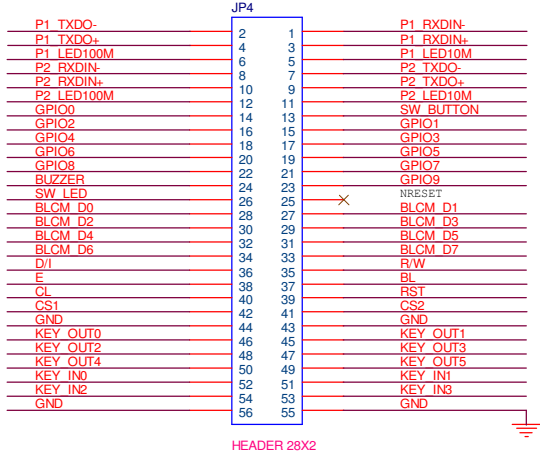 JP4
P1_TXDO- 2 1 P1_RXDIN-
P1_TXDO+ 4 3 P1_RXDIN+
P1_LED100M 6 5 P1_LED10M
P2_RXDIN- 8 7 P2_TXDO-
P2_RXDIN+ 10 9 P2_TXDO+
P2_LED100M 12 11 P2_LED10M
GPIO0 14 13 SW_BUTTON
GPIO2 16 15 GPIO1
GPIO4 18 17 GPIO3
GPIO6 20 19 GPIO5
GPIO8 22 21 GPIO7
BUZZER 24 23 GPIO9
SW_LED 26 25 NRESET
BLCM_D0 28 27 BLCM_D1
BLCM_D2 30 29 BLCM_D3
BLCM_D4 32 31 BLCM_D5
BLCM_D6 34 33 BLCM_D7
D/I 36 35 R/W
E 38 37 BL
CL 40 39 RST
CS1 42 41 CS2
GND 44 43 GND
KEY_OUT0 46 45 KEY_OUT1
KEY_OUT2 48 47 KEY_OUT3
KEY_OUT4 50 49 KEY_OUT5
KEY_IN0 52 51 KEY_IN1
KEY_IN2 54 53 KEY_IN3
GND 56 55 GND
HEADER 28X2